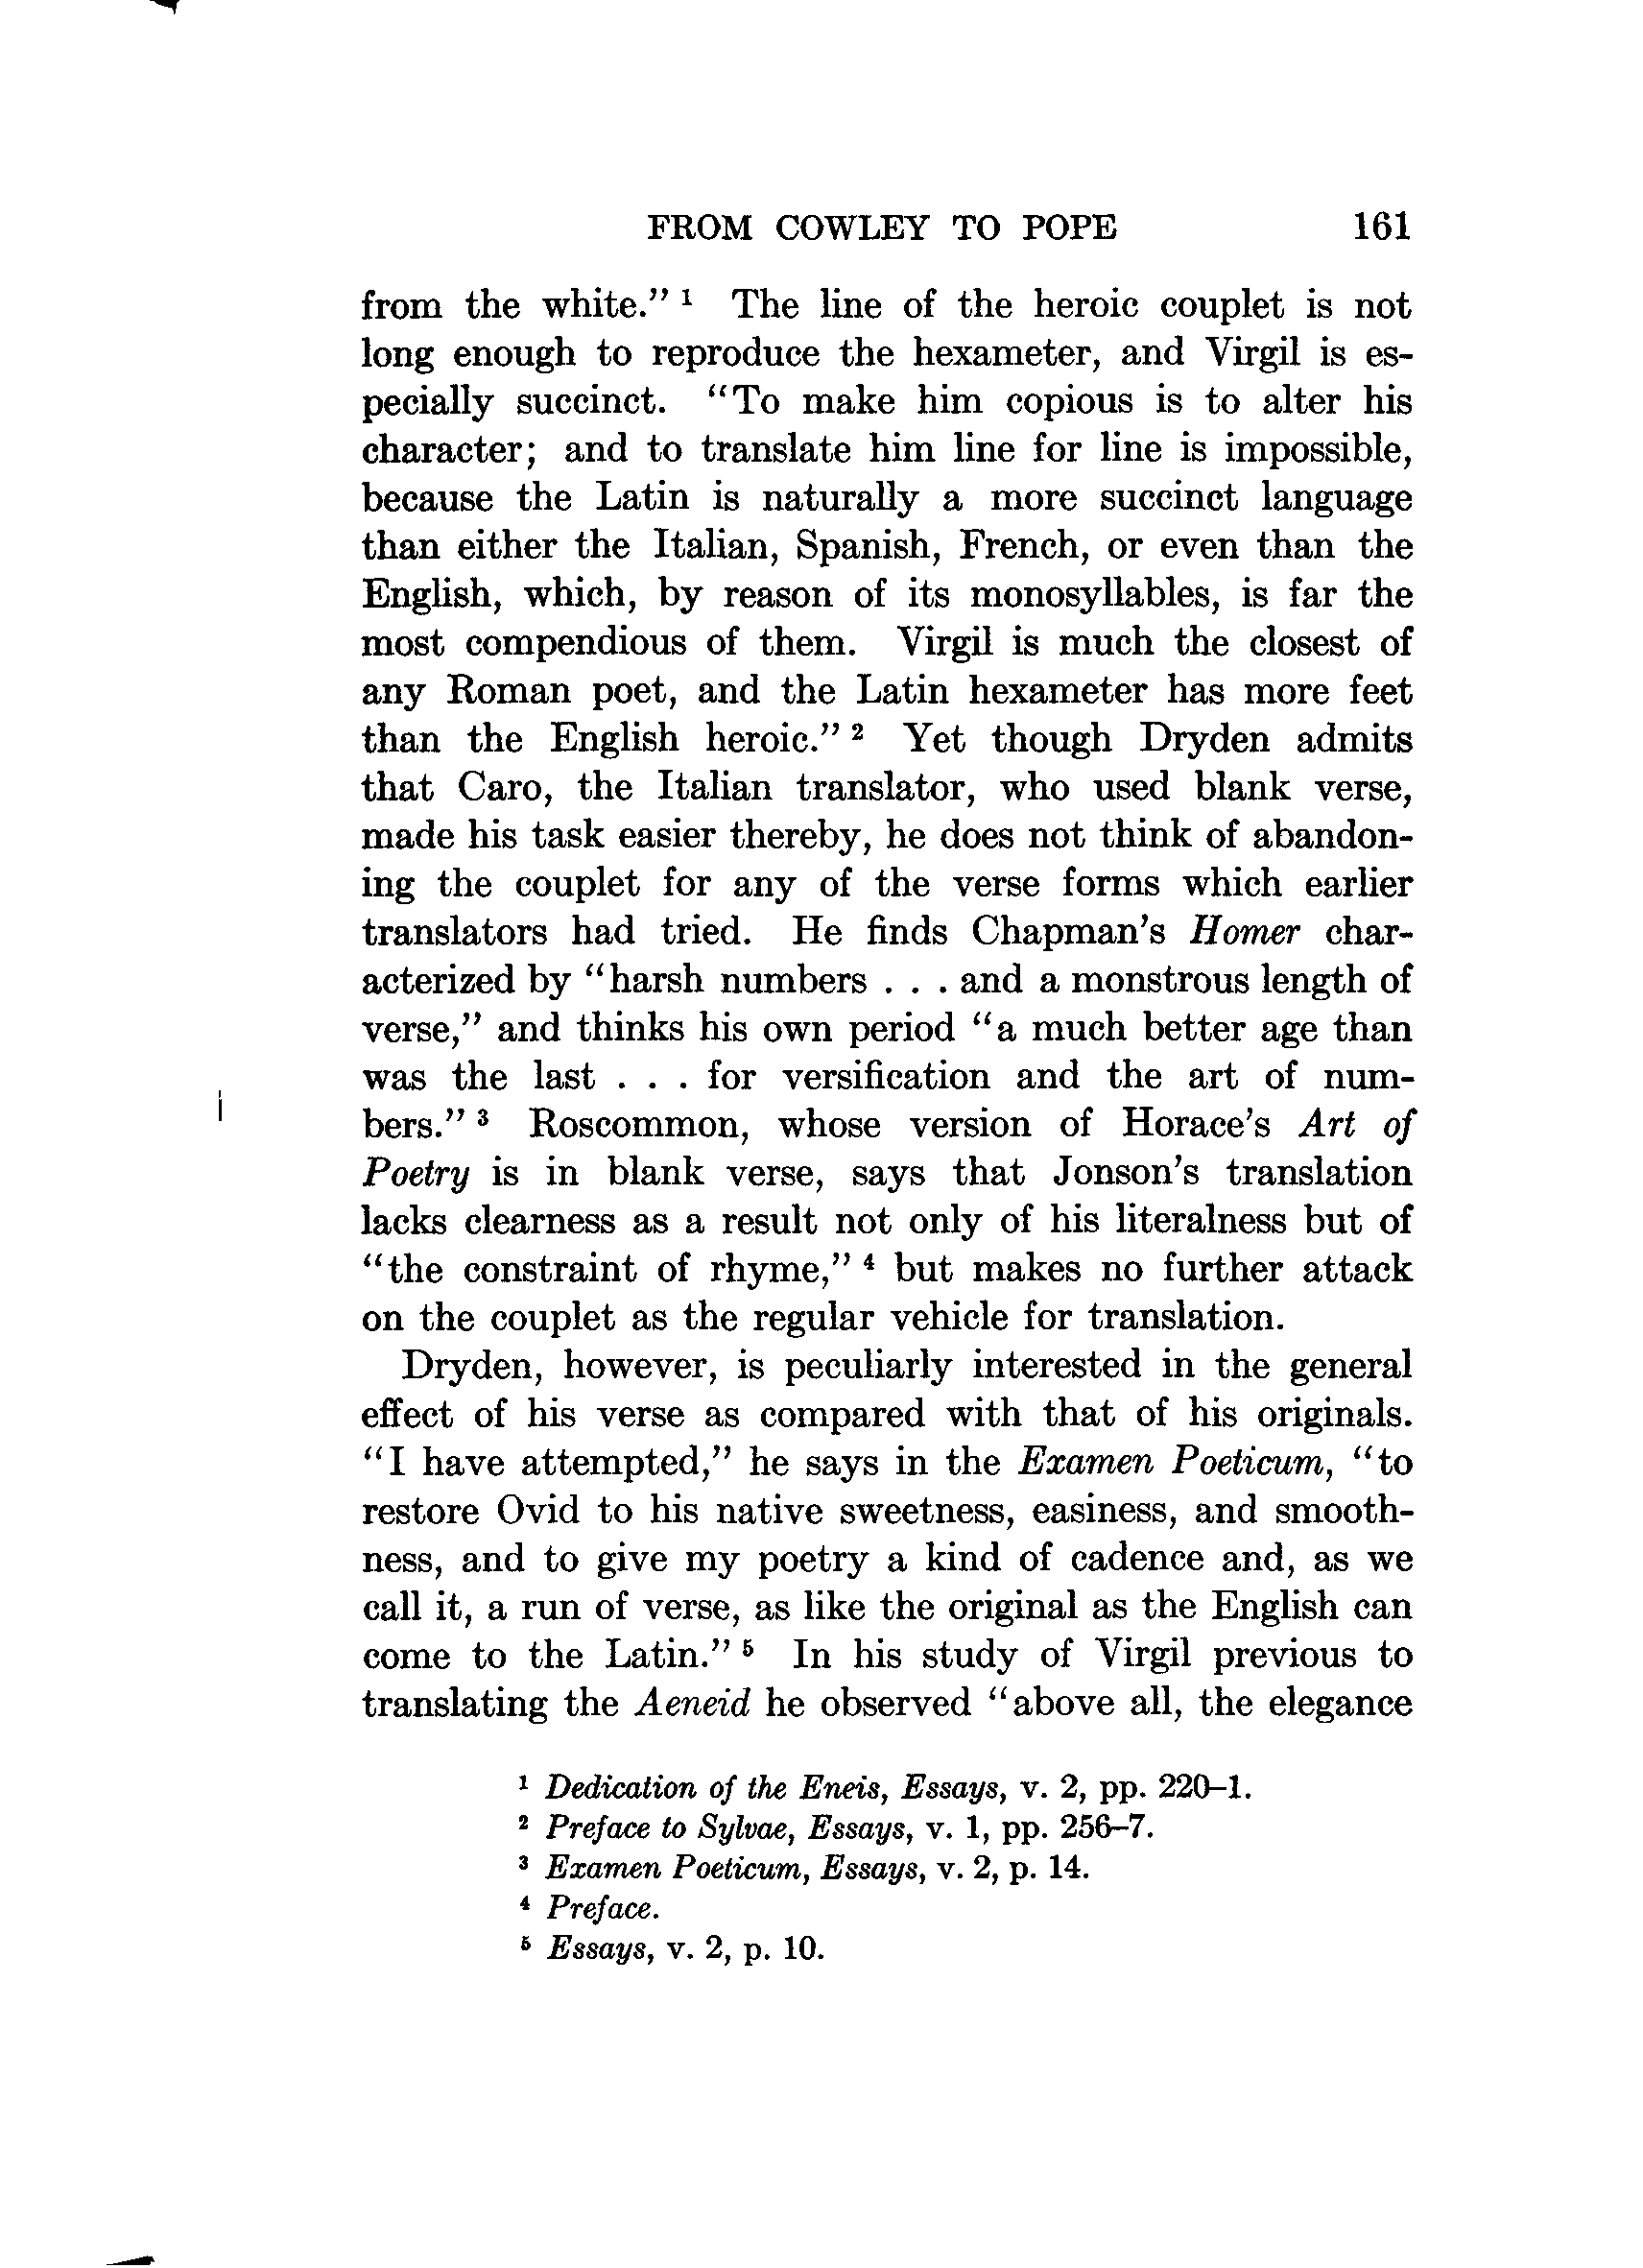 FROM COWLEY TO POPE 161
from the white.” ¹ The line of the heroic couplet is not
long enough to reproduce the hexameter, and Virgil is es-
pecially succinct. “To make him copious is to alter his
character; and to translate him line for line is impossible,
because the Latin is naturally a more succinct language
than either the Italian, Spanish, French, or even than the
English, which, by reason of its monosyllables, is far the
most compendious of them. Virgil is much the closest of
any Roman poet, and the Latin hexameter has more feet
than the English heroic.” ² Yet though Dryden admits
that Caro, the Italian translator, who used blank verse,
made his task easier thereby, he does not think of abandon-
ing the couplet for any of the verse forms which earlier
translators had tried. He finds Chapman’s Homer char-
acterized by “harsh numbers . . . and a monstrous length of
verse,” and thinks his own period “a much better age than
was the last . . . for versification and the art of num-
bers.” ³ Roscommon, whose version of Horace’s Art of
Poetry is in blank verse, says that Jonson’s translation
lacks clearness as a result not only of his literalness but of
“the constraint of rhyme,” ⁴ but makes no further attack
on the couplet as the regular vehicle for translation.
Dryden, however, is peculiarly interested in the general
effect of his verse as compared with that of his originals.
“I have attempted,” he says in the Examen Poeticum, “to
restore Ovid to his native sweetness, easiness, and smooth-
ness, and to give my poetry a kind of cadence and, as we
call it, a run of verse, as like the original as the English can
come to the Latin.” ⁵ In his study of Virgil previous to
translating the Aeneid he observed “above all, the elegance
¹ Dedication of the Eneis, Essays, v. 2, pp. 220–1.
² Preface to Sylvae, Essays, v. 1, pp. 256–7.
³ Examen Poeticum, Essays, v. 2, p. 14.
⁴ Preface.
⁵ Essays, v. 2, p. 10.